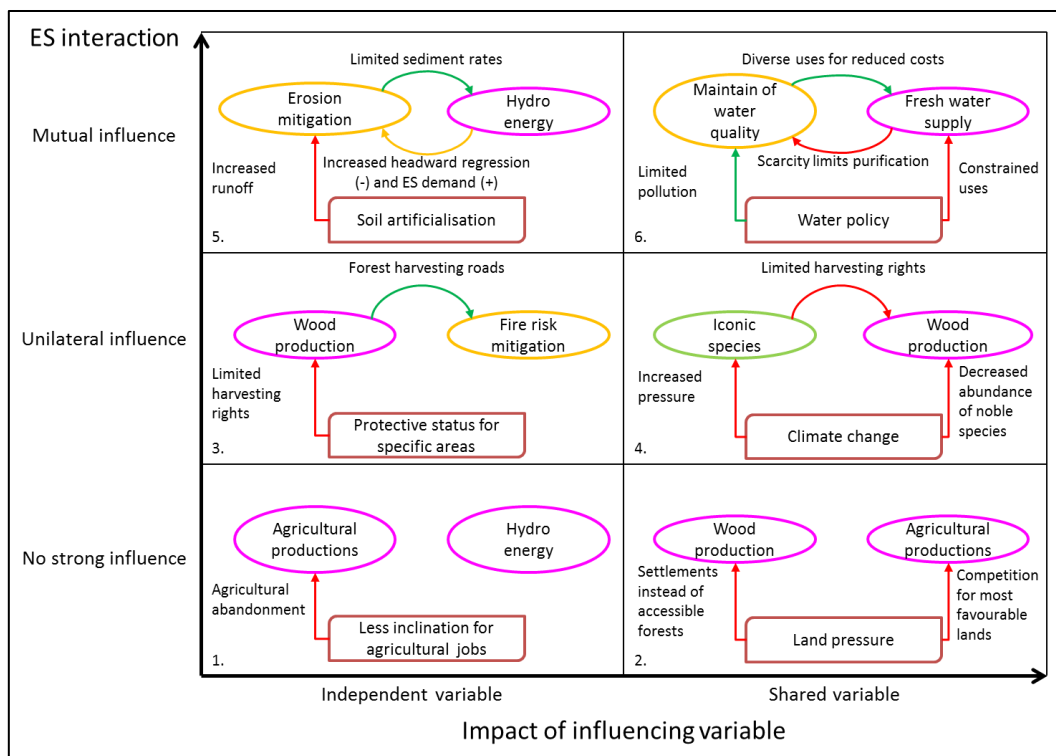 ES interaction
Mutual influence
Limited sediment rates
Erosion
mitigation
Hydro
energy
Increased
runoff
Increased headward regression
(-) and ES demand (+)
Soil artificialisation
5.
Diverse uses for reduced costs
Maintain of
water
quality
Fresh water
supply
Scarcity limits purification
Limited
pollution
Constrained
uses
Water policy
6.
Unilateral influence
Forest harvesting roads
Wood
production
Fire risk
mitigation
Limited
harvesting
rights
Protective status for
specific areas
3.
Limited harvesting rights
Iconic
species
Wood
production
Increased
pressure
Decreased
abundance
of noble
species
Climate change
4.
No strong influence
Agricultural
productions
Hydro
energy
Agricultural
abandonment
Less inclination for
agricultural jobs
1.
Wood
production
Agricultural
productions
Settlements
instead of
accessible
forests
Competition
for most
favourable
lands
Land pressure
2.
Independent variable
Shared variable
Impact of influencing variable